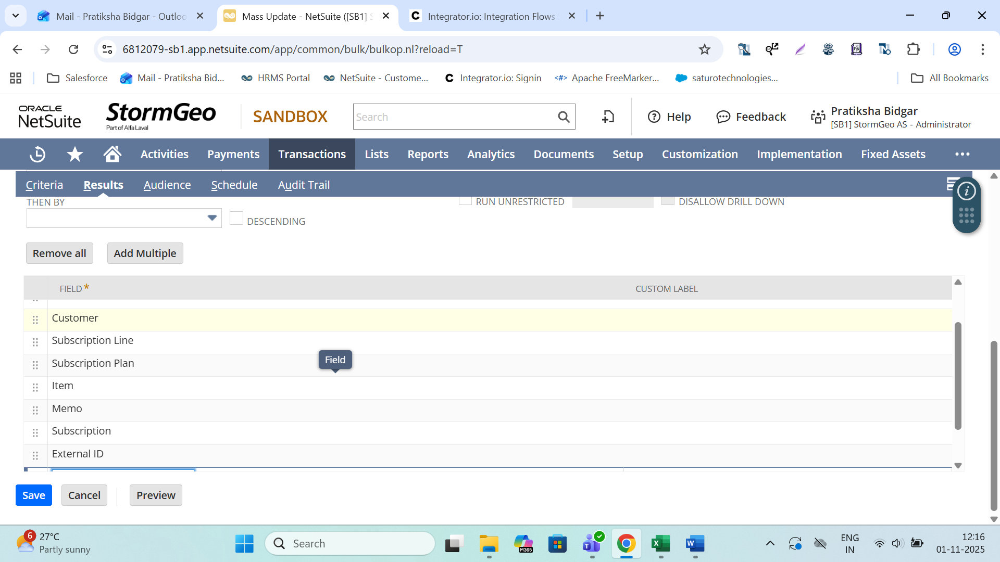 Mail - Pratiksha Bidgar - Outloo
Mass Update - NetSuite ([SB1] S
Integrator.io: Integration Flows
6812079-sb1.app.netsuite.com/app/common/bulk/bulkop.nl?reload=T
Salesforce
Mail - Pratiksha Bid...
HRMS Portal
NetSuite - Custome...
Integrator.io: Signin
Apache FreeMarker...
saturotechnologies...
All Bookmarks
ORACLE
NetSuite
StormGeo
Part of Alfa Laval
SANDBOX
Search
Help
Feedback
Pratiksha Bidgar
[SB1] StormGeo AS - Administrator
Activities
Payments
Transactions
Lists
Reports
Analytics
Documents
Setup
Customization
Implementation
Fixed Assets
Criteria
Results
Audience
Schedule
Audit Trail
THEN BY
DESCENDING
RUN UNRESTRICTED
DISALLOW DRILL DOWN
Remove all
Add Multiple
FIELD *
CUSTOM LABEL
Customer
Subscription Line
Subscription Plan
Field
Item
Memo
Subscription
External ID
Save
Cancel
Preview
6
27°C
Partly sunny
Search
M365
ENG
IN
12:16
01-11-2025